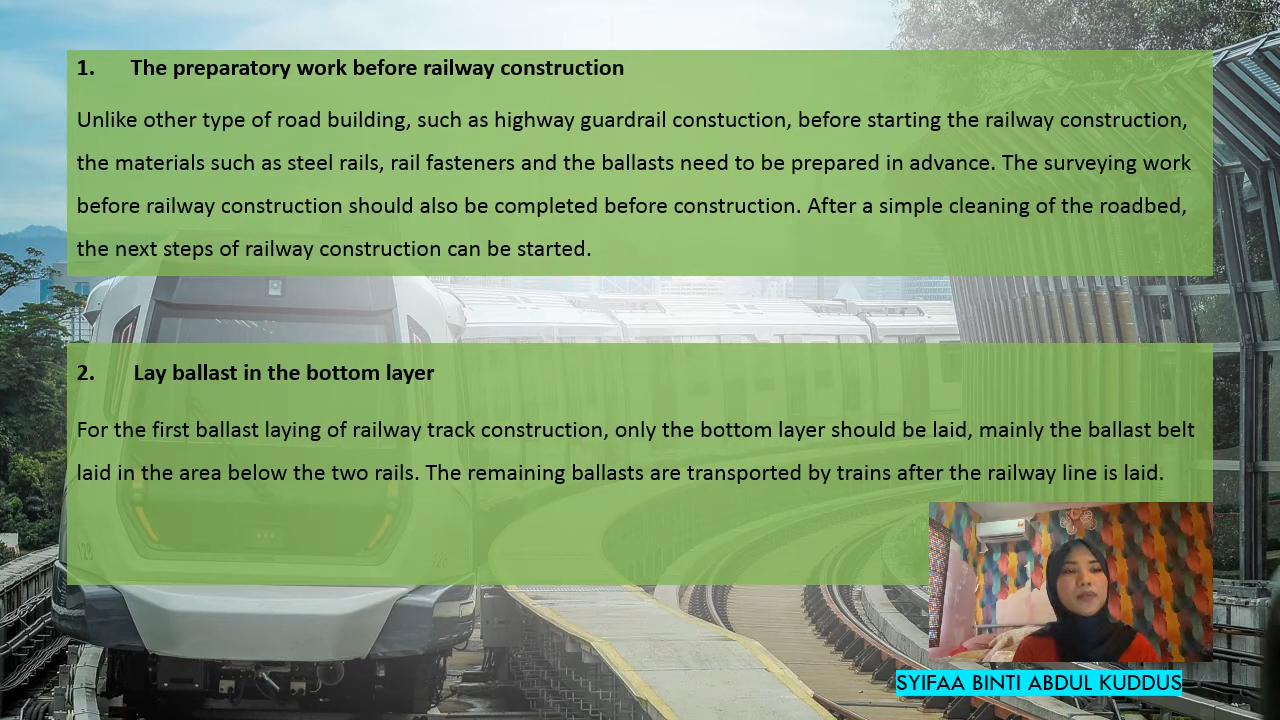 1. The preparatory work before railway construction
Unlike other type of road building, such as highway guardrail constuction, before starting the railway construction,
the materials such as steel rails, rail fasteners and the ballasts need to be prepared in advance. The surveying work
before railway construction should also be completed before construction. After a simple cleaning of the roadbed,
the next steps of railway construction can be started.
2. Lay ballast in the bottom layer
For the first ballast laying of railway track construction, only the bottom layer should be laid, mainly the ballast belt
laid in the area below the two rails. The remaining ballasts are transported by trains after the railway line is laid.
SYIFAA BINTI ABDUL KUDDUS